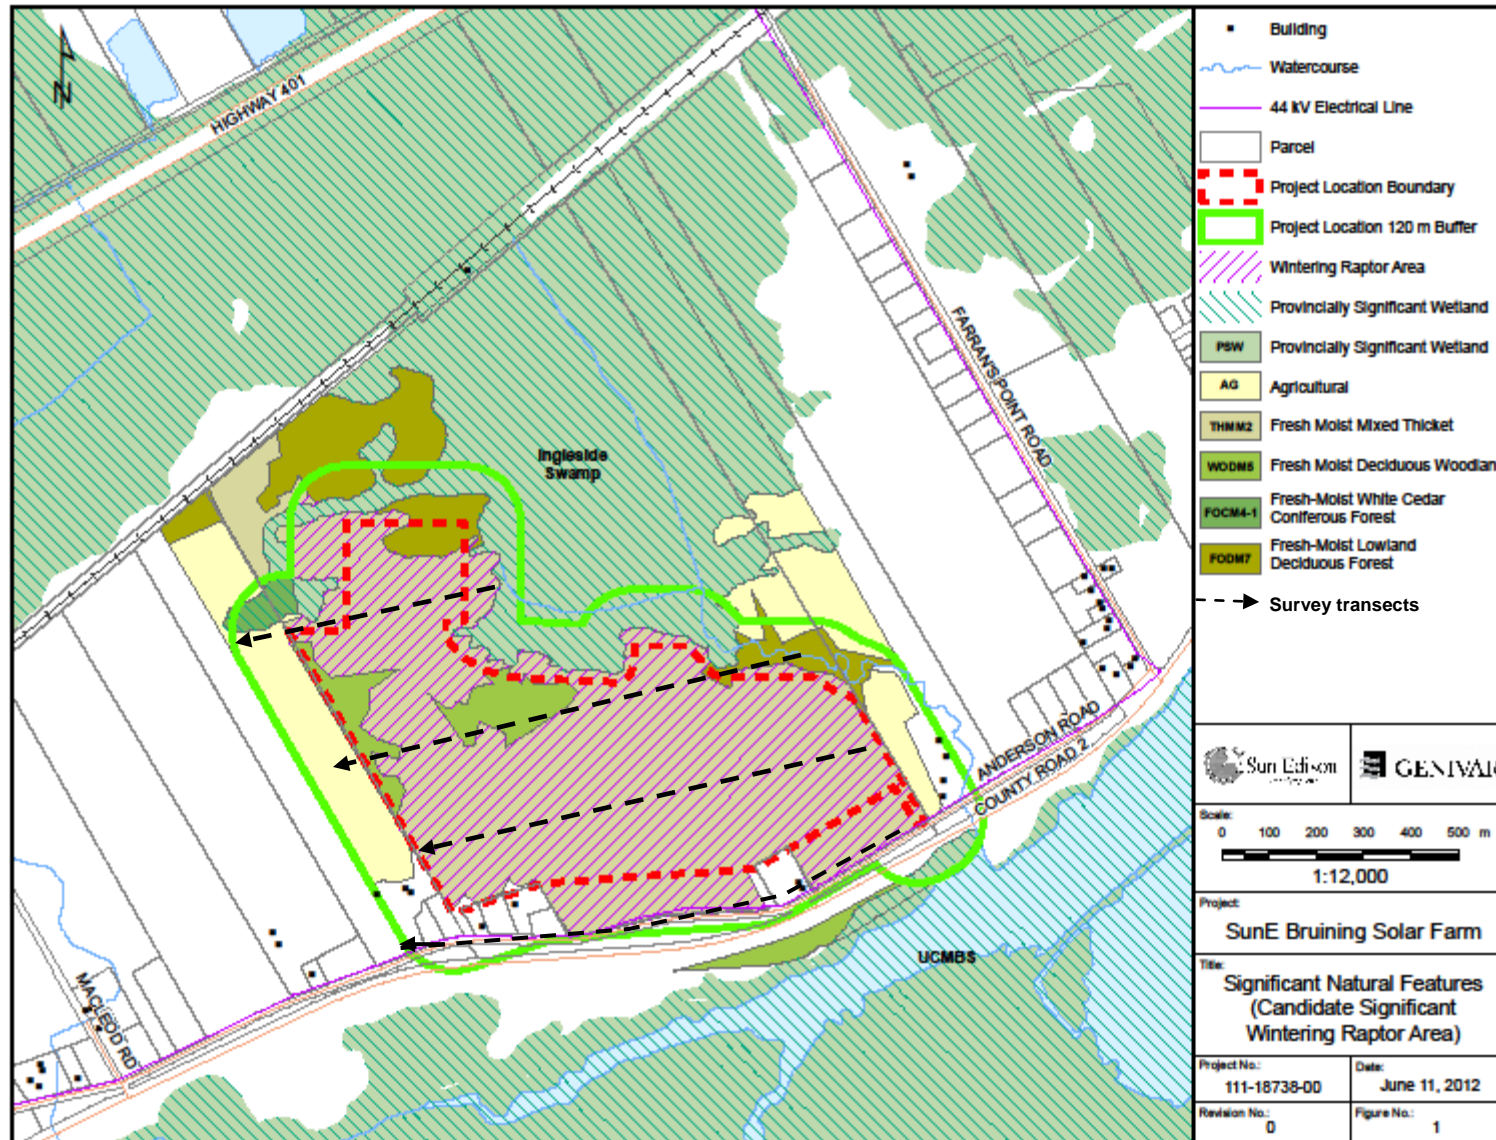 N
HIGHWAY 401
FARRAN'S POINT ROAD
Ingleside
Swamp
ANDERSON ROAD
COUNTY ROAD 2
MACLEOD RD
UCMBS
Building
Watercourse
44 kV Electrical Line
Parcel
Project Location Boundary
Project Location 120 m Buffer
Wintering Raptor Area
Provincially Significant Wetland
PSW Provincially Significant Wetland
AG Agricultural
THMM2 Fresh Moist Mixed Thicket
WODM5 Fresh Moist Deciduous Woodlan
FOCM4-1 Fresh-Moist White Cedar
Coniferous Forest
FODM7 Fresh-Moist Lowland
Deciduous Forest
Survey transects
Sun Edison
GENIVAR
Scale:
0 100 200 300 400 500 m
1:12,000
Project:
SunE Bruining Solar Farm
Title:
Significant Natural Features
(Candidate Significant
Wintering Raptor Area)
Project No.:
111-18738-00
Date:
June 11, 2012
Revision No.:
0
Figure No.:
1